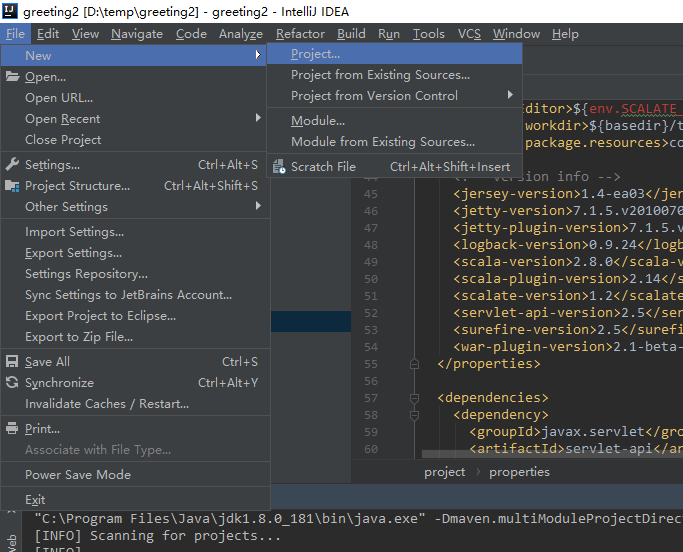 greeting2 [D:\temp\greeting2] - greeting2 - IntelliJ IDEA
File Edit View Navigate Code Analyze Refactor Build Run Tools VCS Window Help
New
Open...
Open URL...
Open Recent
Close Project
Settings... Ctrl+Alt+S
Project Structure... Ctrl+Alt+Shift+S
Other Settings
Import Settings...
Export Settings...
Settings Repository...
Sync Settings to JetBrains Account...
Export Project to Eclipse...
Export to Zip File...
Save All Ctrl+S
Synchronize Ctrl+Alt+Y
Invalidate Caches / Restart...
Print...
Associate with File Type...
Power Save Mode
Exit
Project...
Project from Existing Sources...
Project from Version Control
Module...
Module from Existing Sources...
Scratch File Ctrl+Alt+Shift+Insert
ditor>${env.SCALATE
workdir>${basedir}/t
package.resources>co
version info -->
45 <jersey-version>1.4-ea03</jer
46 <jetty-version>7.1.5.v2010070
47 <jetty-plugin-version>7.1.5.v
48 <logback-version>0.9.24</logb
49 <scala-version>2.8.0</scala-v
50 <scala-plugin-version>2.14</s
51 <scalate-version>1.2</scalate
52 <servlet-api-version>2.5</ser
53 <surefire-version>2.5</surefi
54 <war-plugin-version>2.1-beta-
55 </properties>
56
57 <dependencies>
58 <dependency>
59 <groupId>javax.servlet</grou
60 <artifactId>servlet-api</ar
project › properties
"C:\Program Files\Java\jdk1.8.0_181\bin\java.exe" -Dmaven.multiModuleProjectDirec
[INFO] Scanning for projects...
[INFO]
Web